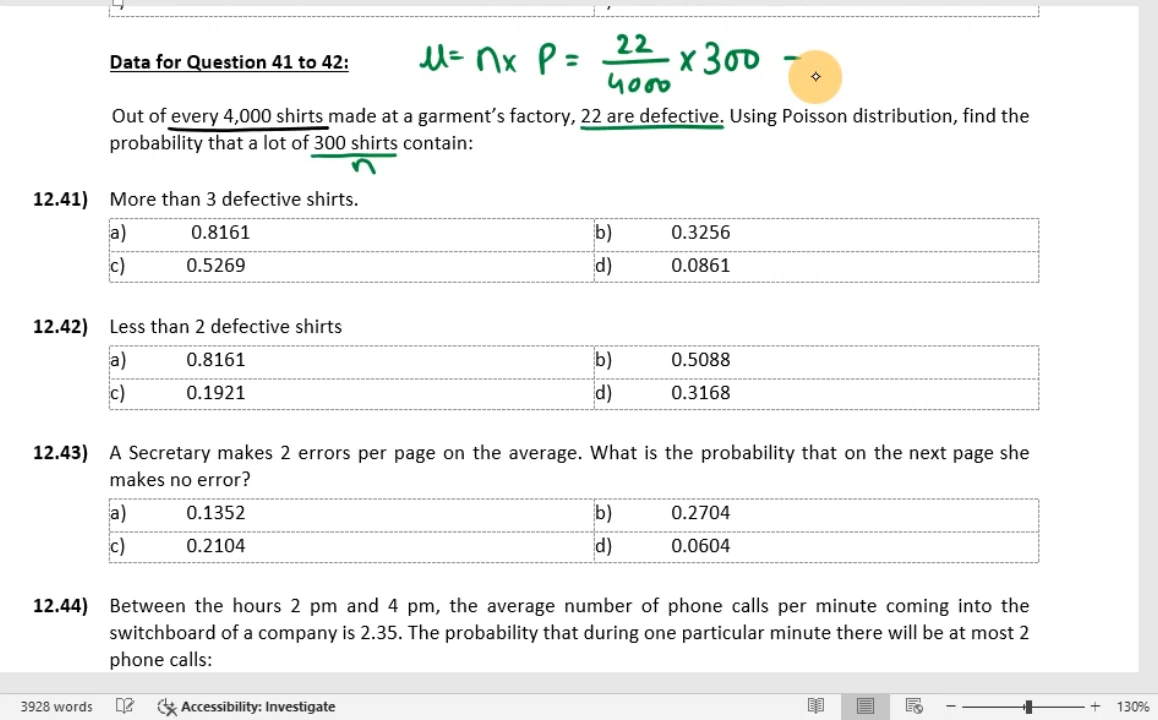 Data for Question 41 to 42:
μ= n× P = 22/4000 × 300 =
Out of every 4,000 shirts made at a garment’s factory, 22 are defective. Using Poisson distribution, find the
probability that a lot of 300 shirts contain:
n
12.41) More than 3 defective shirts.
a) 0.8161 b) 0.3256
c) 0.5269 d) 0.0861
12.42) Less than 2 defective shirts
a) 0.8161 b) 0.5088
c) 0.1921 d) 0.3168
12.43) A Secretary makes 2 errors per page on the average. What is the probability that on the next page she
makes no error?
a) 0.1352 b) 0.2704
c) 0.2104 d) 0.0604
12.44) Between the hours 2 pm and 4 pm, the average number of phone calls per minute coming into the
switchboard of a company is 2.35. The probability that during one particular minute there will be at most 2
phone calls:
3928 words Accessibility: Investigate 130%